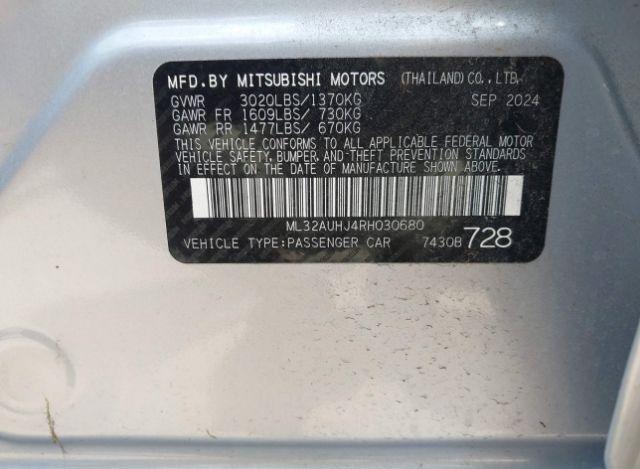 MFD.BY MITSUBISHI MOTORS (THAILAND)CO.,LTD.
GVWR 3020LBS/1370KG SEP 2024
GAWR FR 1609LBS/ 730KG
GAWR RR 1477LBS/ 670KG
THIS VEHICLE CONFORMS TO ALL APPLICABLE FEDERAL MOTOR
VEHICLE SAFETY, BUMPER, AND THEFT PREVENTION STANDARDS
IN EFFECT ON THE DATE OF MANUFACTURE SHOWN ABOVE.
ML32AUHJ4RH030680
VEHICLE TYPE:PASSENGER CAR 7430B 728